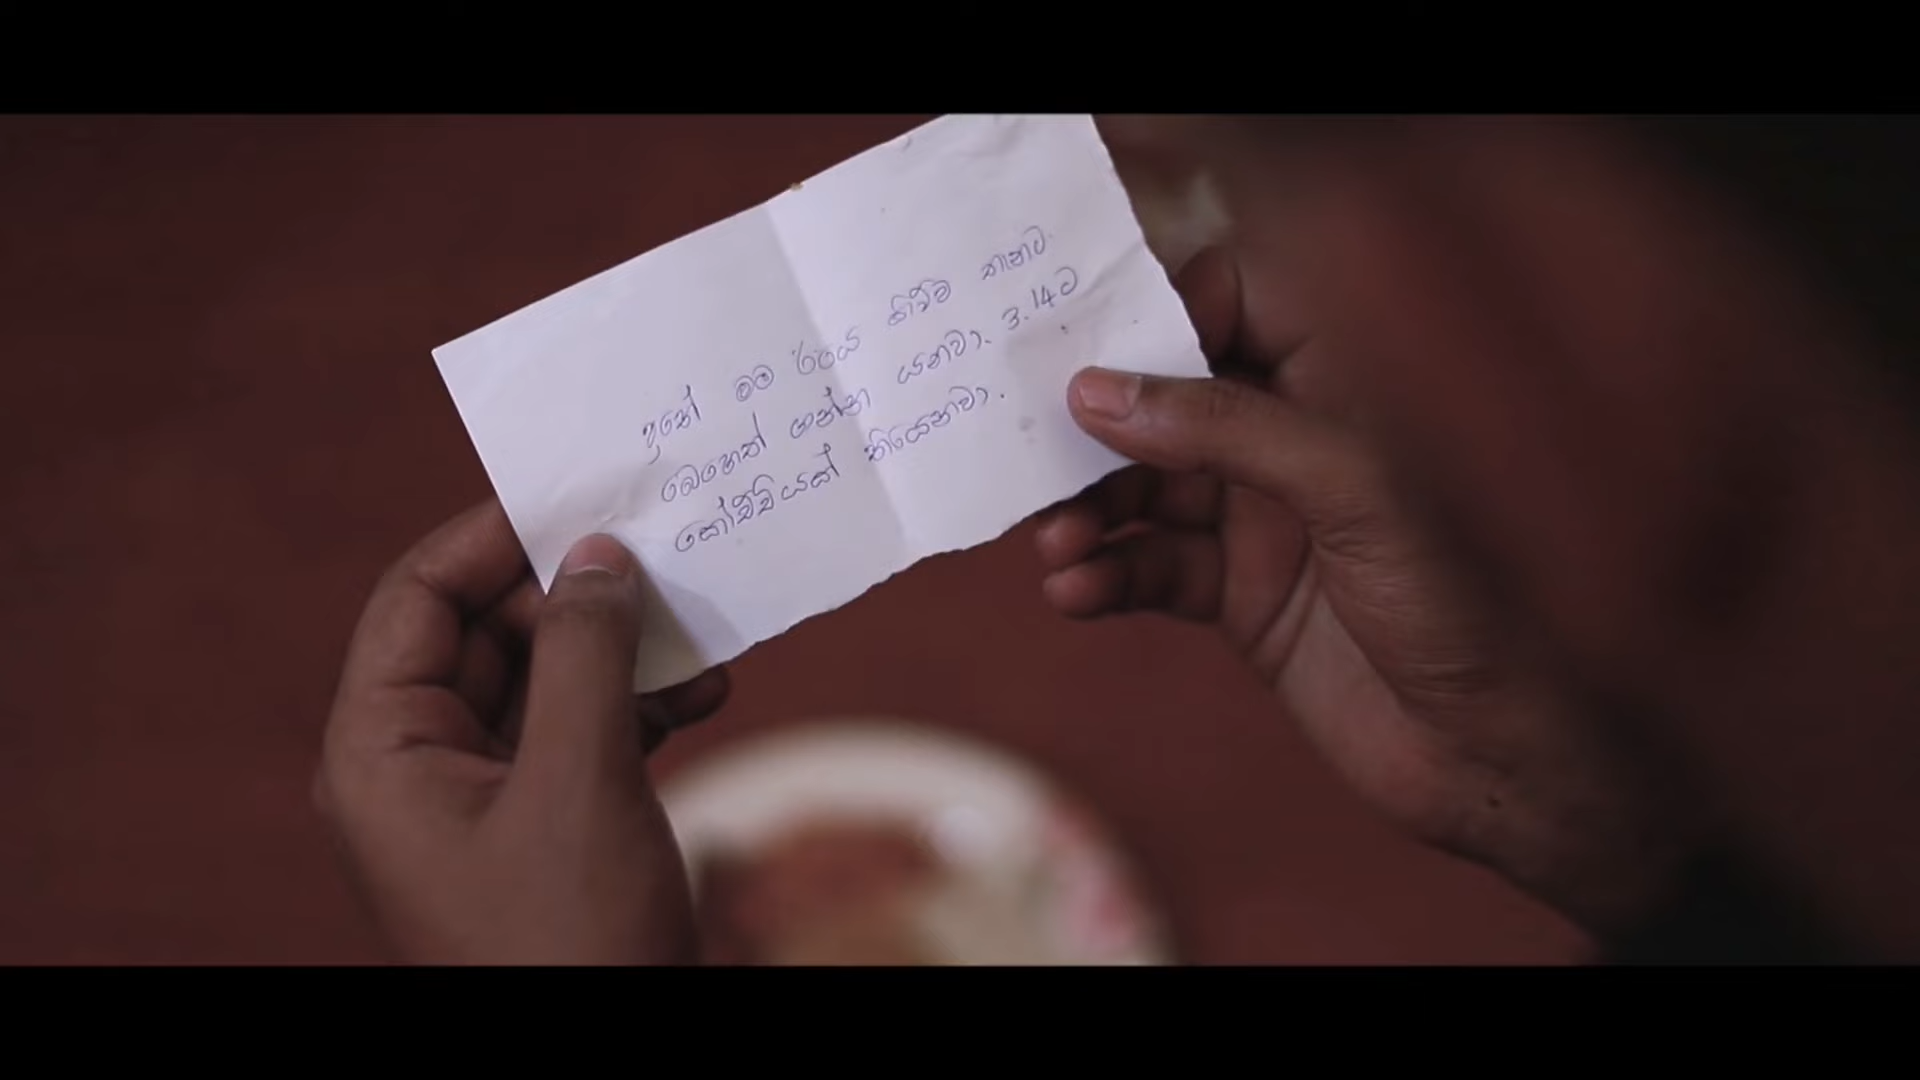 පුතේ මම ඊයෙ කිව්ව තැනට
බෙහෙත් ගන්න යනවා. 3.14ට
කෝච්චියක් තියෙනවා.